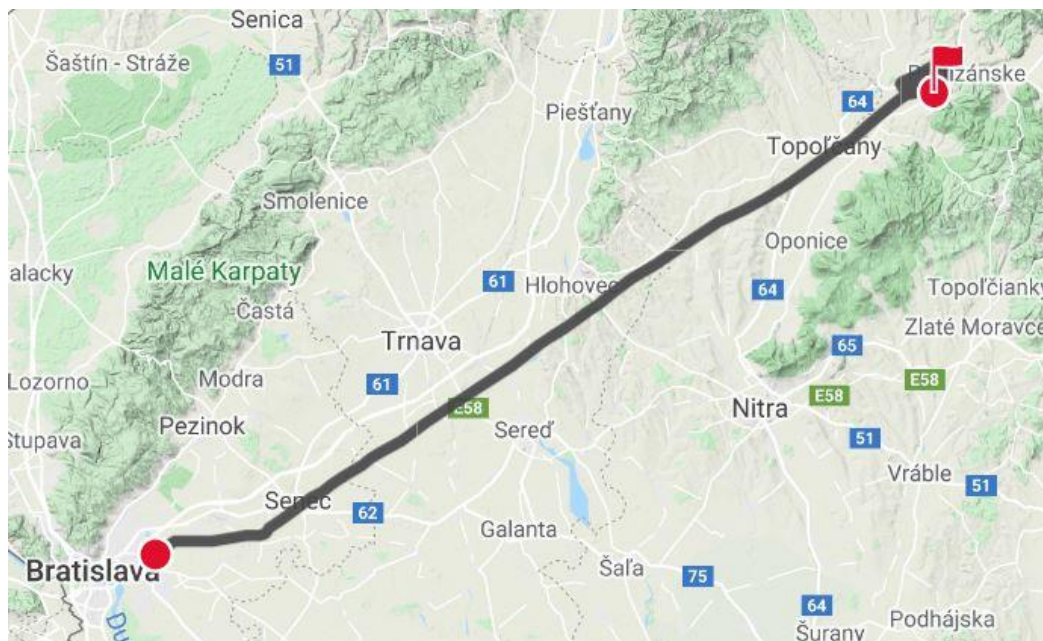 Senica
Šaštín - Stráže
51
Piešťany
64
Topoľčany
Smolenice
Oponice
alacky
Malé Karpaty
61
Hlohovec
64
Topoľčianky
Častá
Trnava
65
Zlaté Moravce
Lozorno
Modra
61
E58
E58
E58
Nitra
Stupava
Pezinok
Sereď
51
Vráble
51
Senec
62
Galanta
Bratislava
Šaľa
75
64
Podhájska
Šurany